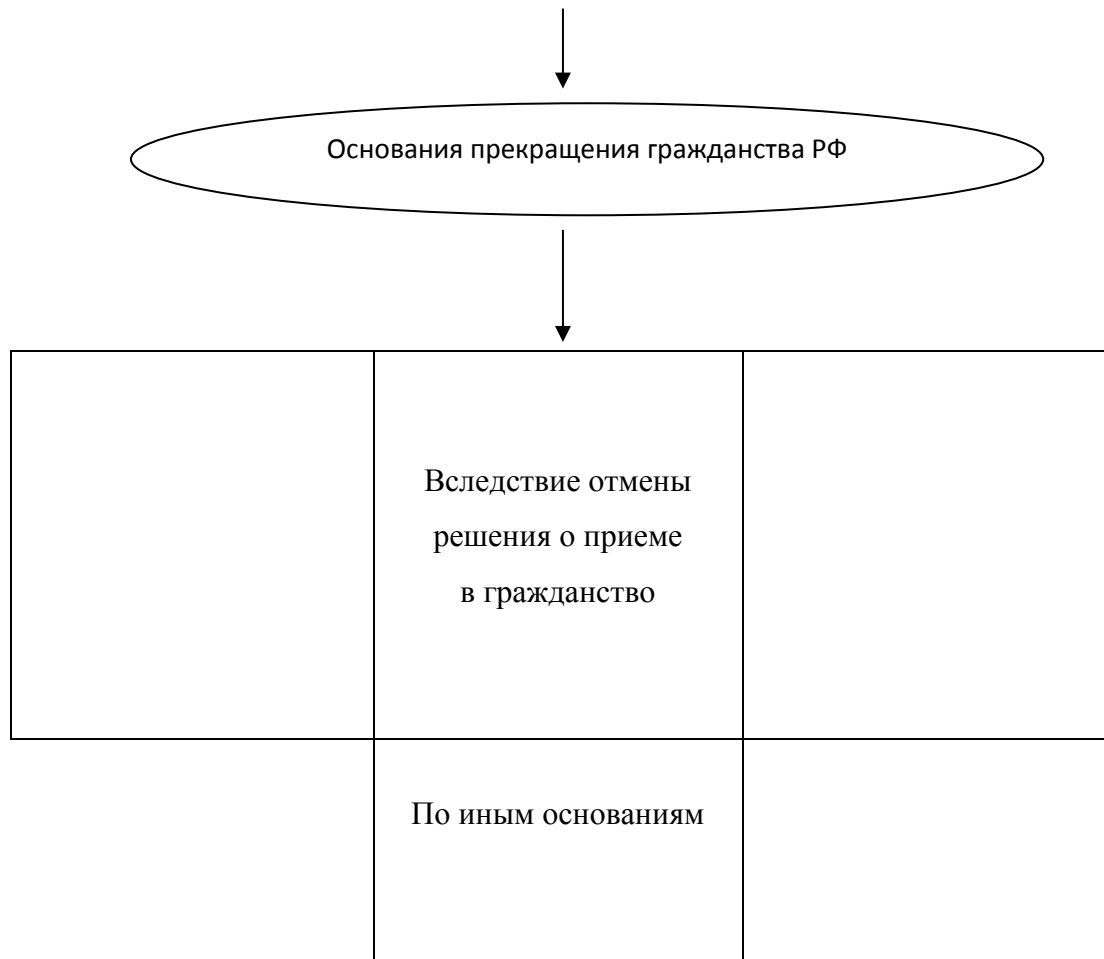 Основания прекращения гражданства РФ
Вследствие отмены
решения о приеме
в гражданство
По иным основаниям